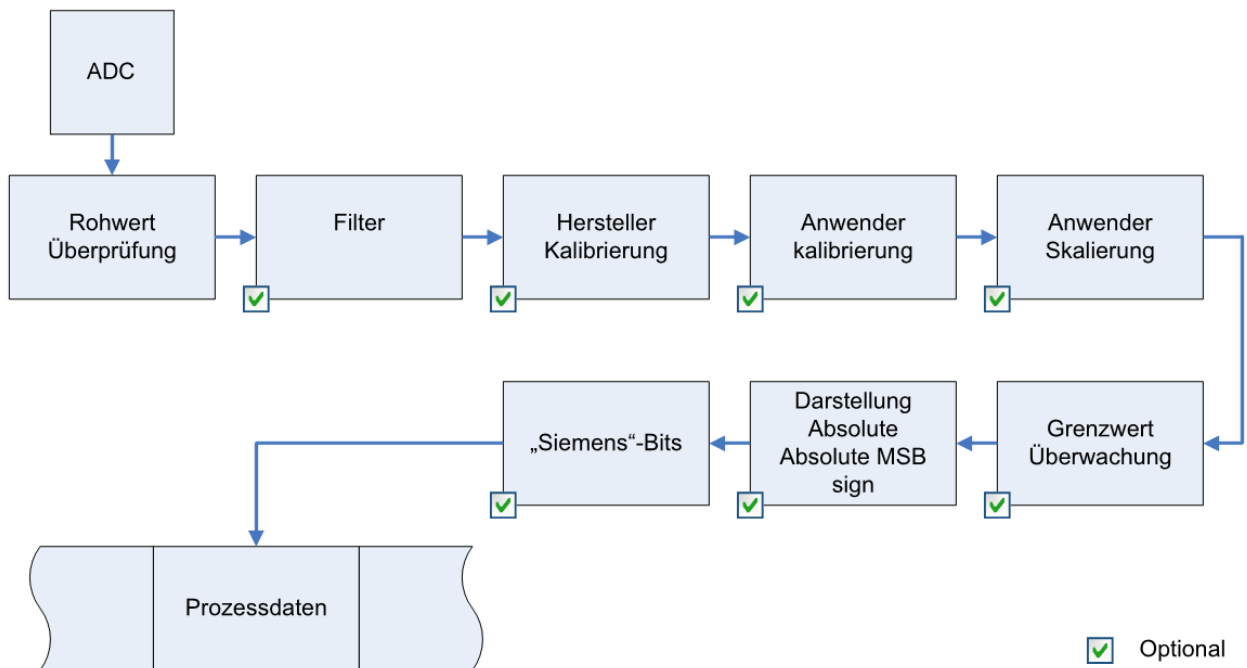 ADC
Rohwert
Überprüfung
Filter
Hersteller
Kalibrierung
Anwender
kalibrierung
Anwender
Skalierung
Grenzwert
Überwachung
Darstellung
Absolute
Absolute MSB
sign
„Siemens“-Bits
Prozessdaten
Optional